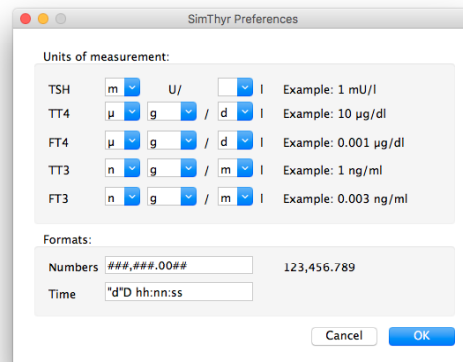 SimThyr Preferences
Units of measurement:
TSH m U/ l Example: 1 mU/l
TT4 µ g / d l Example: 10 µg/dl
FT4 µ g / d l Example: 0.001 µg/dl
TT3 n g / m l Example: 1 ng/ml
FT3 n g / m l Example: 0.003 ng/ml
Formats:
Numbers ###,###.00## 123,456.789
Time "d"D hh:nn:ss
Cancel OK